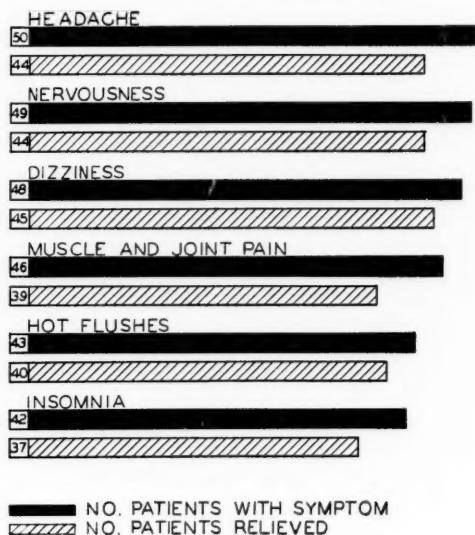 HEADACHE
50
44
NERVOUSNESS
49
44
DIZZINESS
48
45
MUSCLE AND JOINT PAIN
46
39
HOT FLUSHES
43
40
INSOMNIA
42
37
NO. PATIENTS WITH SYMPTOM
NO. PATIENTS RELIEVED